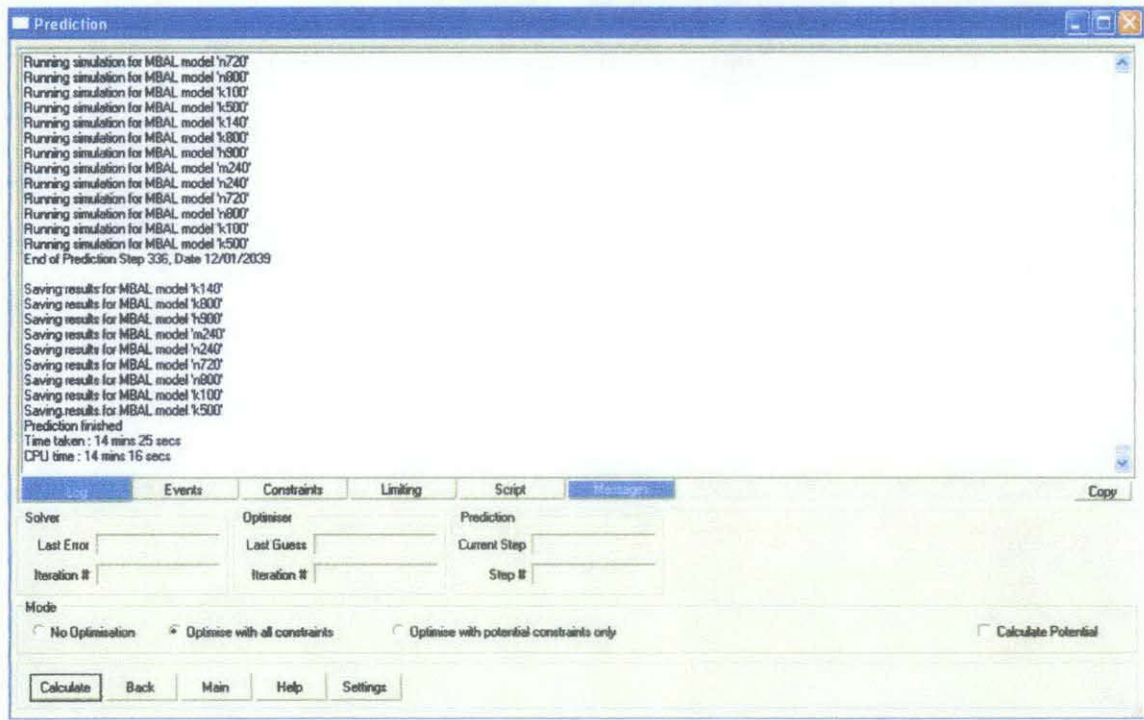 Prediction
Running simulation for MBAL model 'n720'
Running simulation for MBAL model 'n800'
Running simulation for MBAL model 'k100'
Running simulation for MBAL model 'k500'
Running simulation for MBAL model 'k140'
Running simulation for MBAL model 'k800'
Running simulation for MBAL model 'h900'
Running simulation for MBAL model 'm240'
Running simulation for MBAL model 'n240'
Running simulation for MBAL model 'n720'
Running simulation for MBAL model 'n800'
Running simulation for MBAL model 'k100'
Running simulation for MBAL model 'k500'
End of Prediction Step 336, Date 12/01/2039
Saving results for MBAL model 'k140'
Saving results for MBAL model 'k800'
Saving results for MBAL model 'h900'
Saving results for MBAL model 'm240'
Saving results for MBAL model 'n240'
Saving results for MBAL model 'n720'
Saving results for MBAL model 'n800'
Saving results for MBAL model 'k100'
Saving results for MBAL model 'k500'
Prediction finished
Time taken : 14 mins 25 secs
CPU time : 14 mins 16 secs
Log Events Constraints Limiting Script Messages Copy
Solver Optimiser Prediction
Last Error Last Guess Current Step
Iteration # Iteration # Step #
Mode
No Optimisation Optimise with all constraints Optimise with potential constraints only Calculate Potential
Calculate Back Main Help Settings